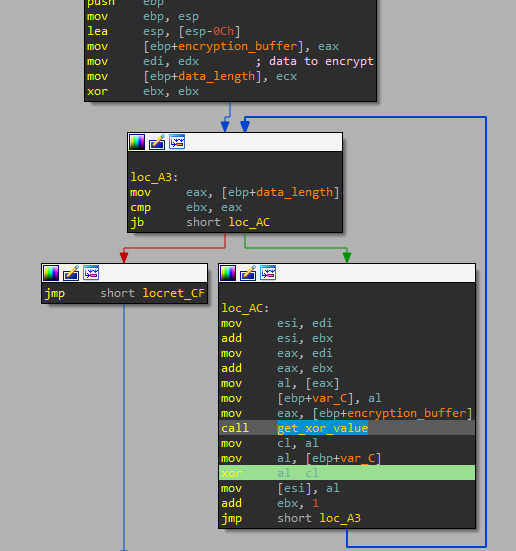 push ebp
mov ebp, esp
lea esp, [esp-0Ch]
mov [ebp+encryption_buffer], eax
mov edi, edx ; data to encrypt
mov [ebp+data_length], ecx
xor ebx, ebx
loc_A3:
mov eax, [ebp+data_length]
cmp ebx, eax
jb short loc_AC
jmp short locret_CF
loc_AC:
mov esi, edi
add esi, ebx
mov eax, edi
add eax, ebx
mov al, [eax]
mov [ebp+var_C], al
mov eax, [ebp+encryption_buffer]
call get_xor_value
mov cl, al
mov al, [ebp+var_C]
xor al, cl
mov [esi], al
add ebx, 1
jmp short loc_A3